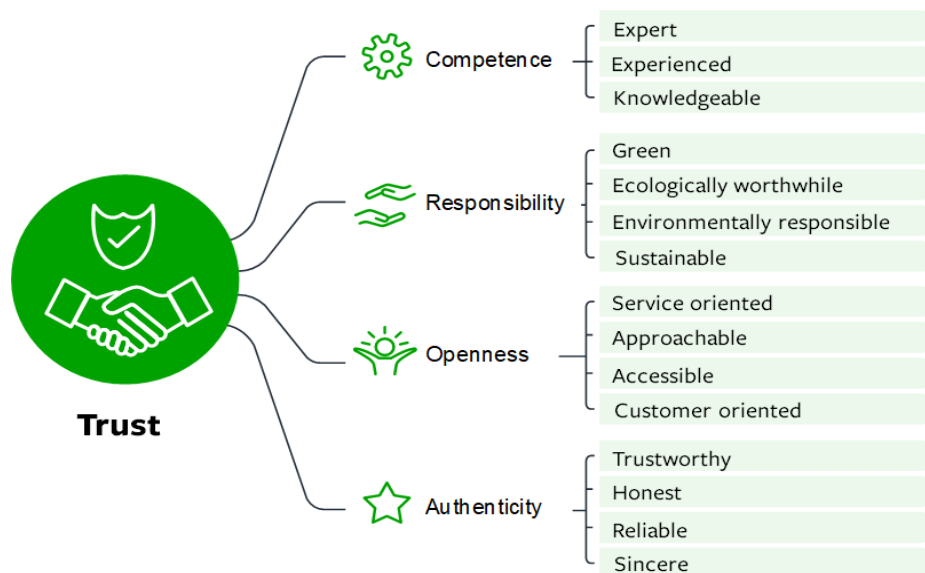 Trust
Competence
Expert
Experienced
Knowledgeable
Responsibility
Green
Ecologically worthwhile
Environmentally responsible
Sustainable
Openness
Service oriented
Approachable
Accessible
Customer oriented
Authenticity
Trustworthy
Honest
Reliable
Sincere